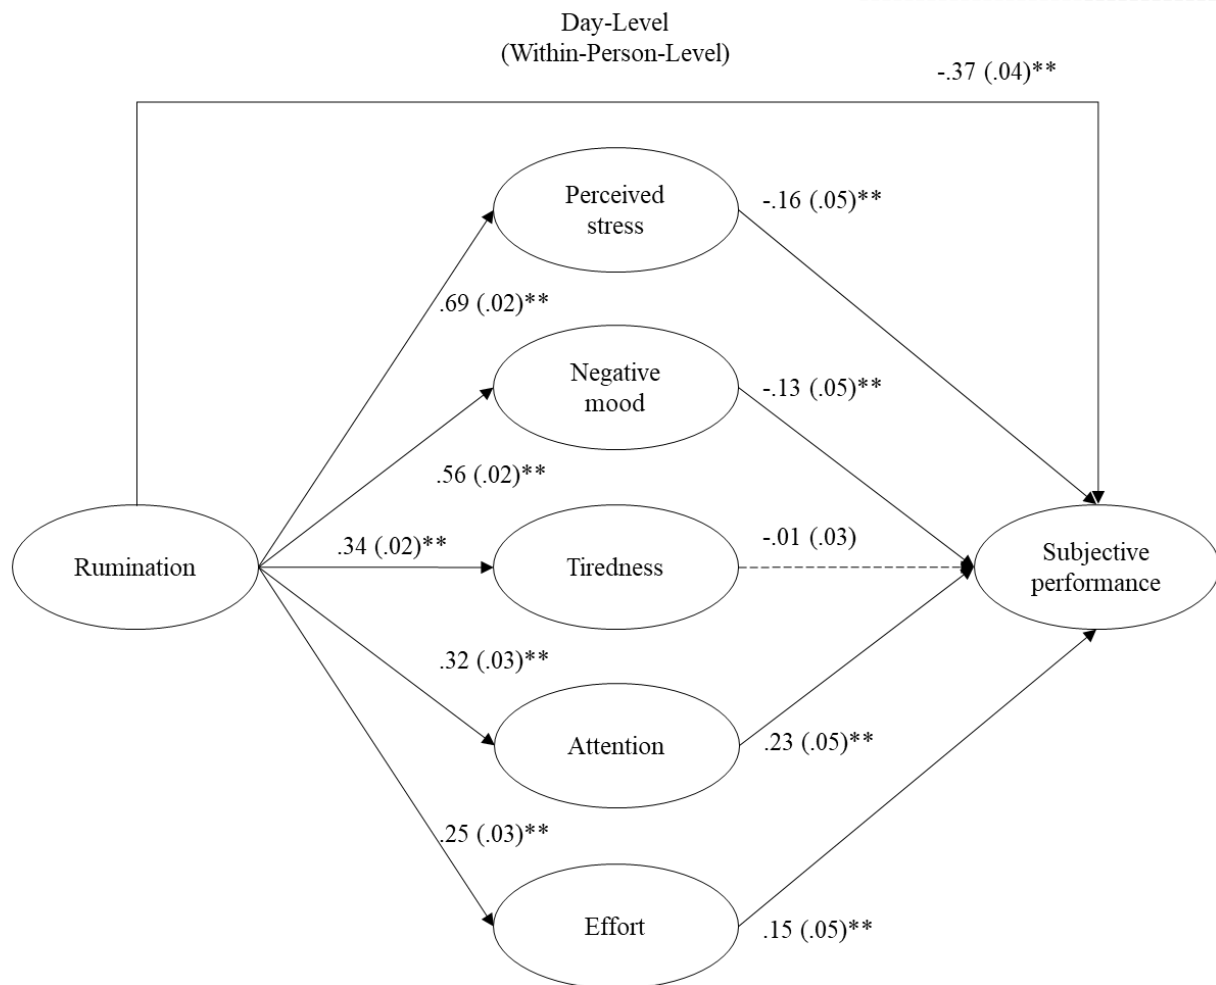 Day-Level
(Within-Person-Level)
-.37 (.04)**
Perceived
stress
-.16 (.05)**
.69 (.02)**
Negative
mood
-.13 (.05)**
.56 (.02)**
Rumination
.34 (.02)**
Tiredness
-.01 (.03)
Subjective
performance
.32 (.03)**
Attention
.23 (.05)**
.25 (.03)**
Effort
.15 (.05)**